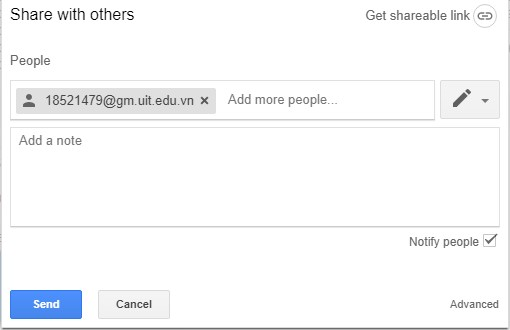 Share with others
Get shareable link
People
18521479@gm.uit.edu.vn × Add more people...
Add a note
Notify people
Send
Cancel
Advanced